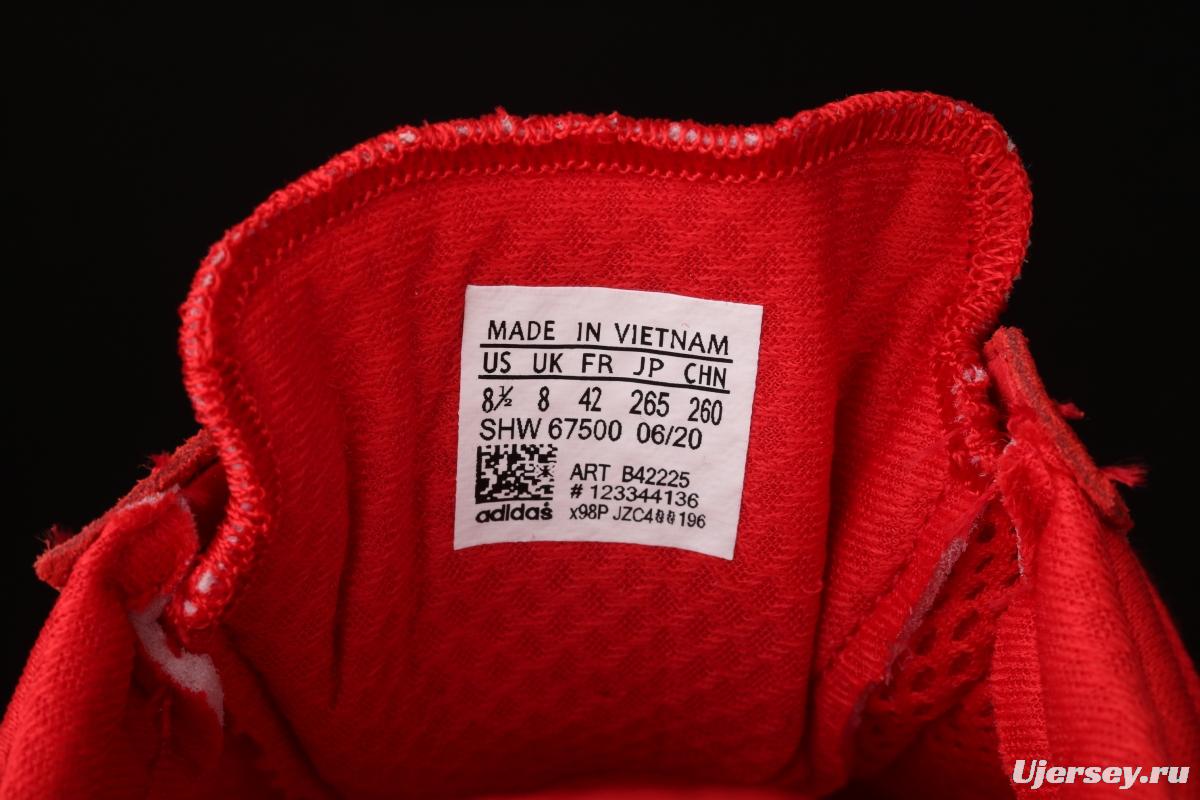 MADE IN VIETNAM
US UK FR JP CHN
8½ 8 42 265 260
SHW 67500 06/20
ART B42225
# 123344136
adidas x98P JZC400196
Ujersey.ru